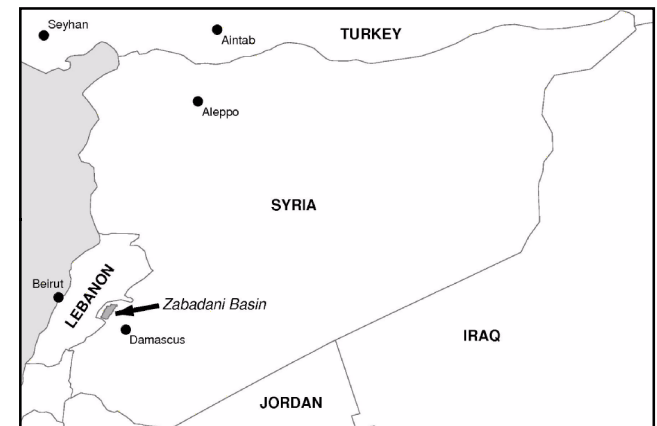 Seyhan
Aintab
TURKEY
Aleppo
SYRIA
Beirut
LEBANON
Zabadani Basin
Damascus
IRAQ
JORDAN